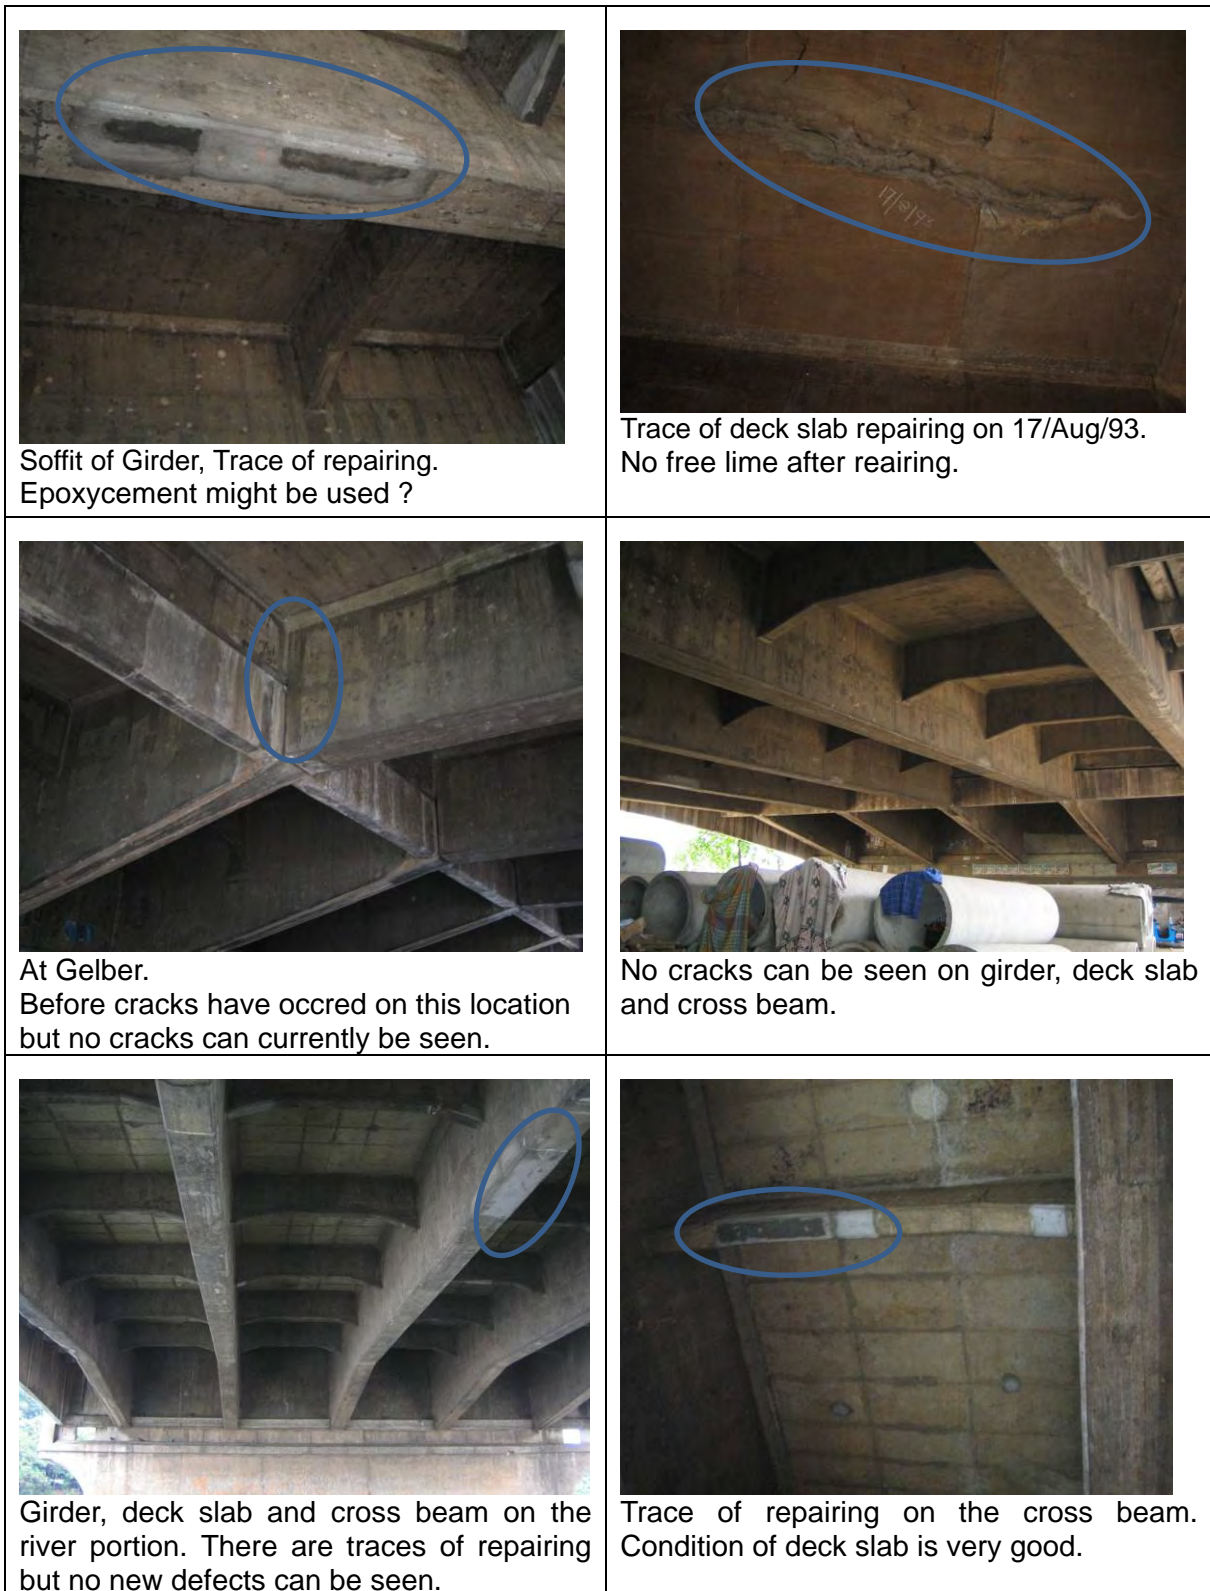 17/8/93
Soffit of Girder, Trace of repairing.
Epoxycement might be used ?
Trace of deck slab repairing on 17/Aug/93.
No free lime after reairing.
At Gelber.
Before cracks have occred on this location
but no cracks can currently be seen.
No cracks can be seen on girder, deck slab
and cross beam.
Girder, deck slab and cross beam on the
river portion. There are traces of repairing
but no new defects can be seen.
Trace of repairing on the cross beam.
Condition of deck slab is very good.